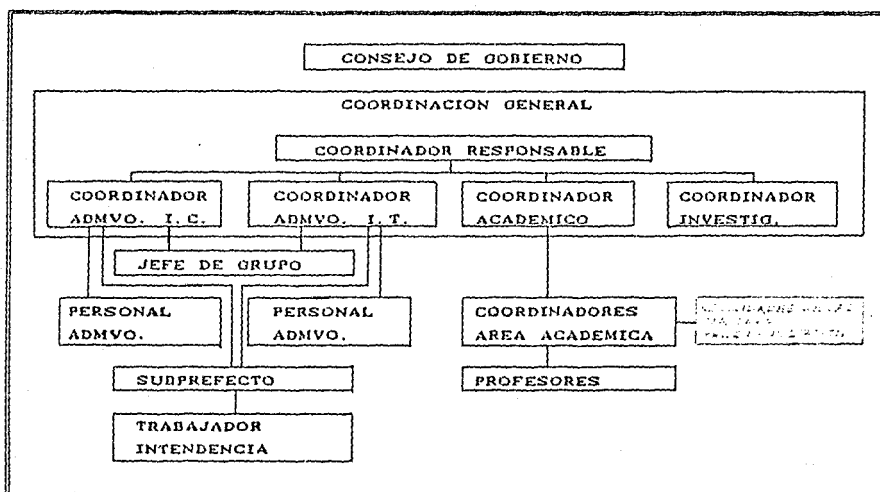 CONSEJO DE GOBIERNO
COORDINACION GENERAL
COORDINADOR RESPONSABLE
COORDINADOR
ADMVO. I.C.
COORDINADOR
ADMVO. I.T.
COORDINADOR
ACADEMICO
COORDINADOR
INVESTIG.
JEFE DE GRUPO
PERSONAL
ADMVO.
PERSONAL
ADMVO.
COORDINADORES
AREA ACADEMICA
SUBPREFECTO
PROFESORES
TRABAJADOR
INTENDENCIA